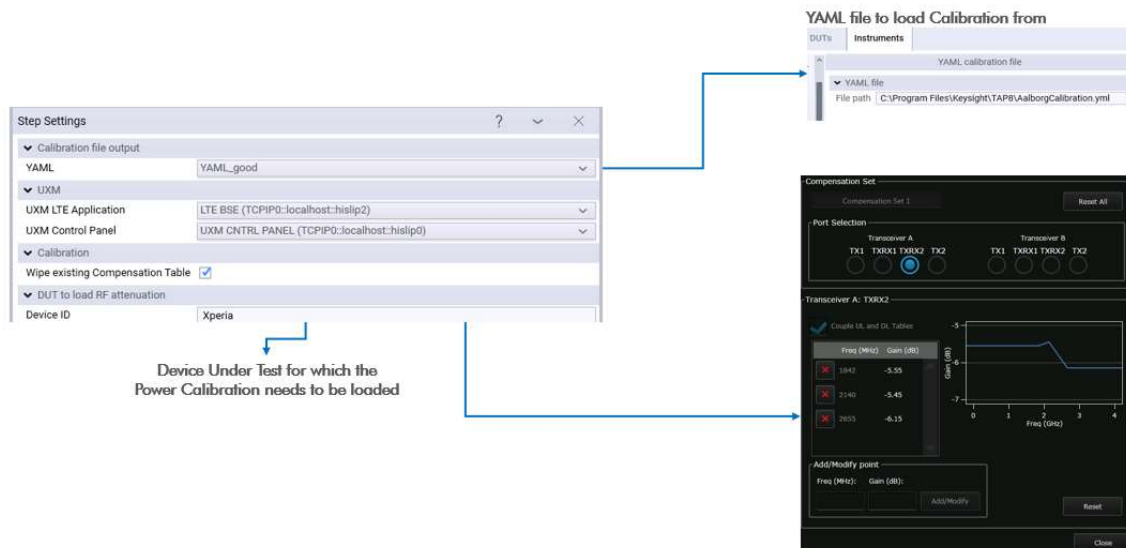 YAML file to load Calibration from
DUTs Instruments
YAML calibration file
YAML file
File path C:\Program Files\Keysight\TAP8\AalborgCalibration.yml
Step Settings ?
Calibration file output
YAML YAML_good
UXM
UXM LTE Application LTE BSE (TCPIP0::localhost::hislip2)
UXM Control Panel UXM CNTRL PANEL (TCPIP0::localhost::hislip0)
Calibration
Wipe existing Compensation Table
DUT to load RF attenuation
Device ID Xperia
Device Under Test for which the
Power Calibration needs to be loaded
Compensation Set
Compensation Set 1 Reset All
Port Selection
Transceiver A Transceiver B
TX1 TXRX1 TXRX2 TX2 TX1 TXRX1 TXRX2 TX2
Transceiver A: TXRX2
Couple UL and DL Tables
Freq (MHz) Gain (dB)
1842 -5.55
2140 -5.45
2655 -6.15
-5
-6
-7
Gain (dB)
0 1 2 3 4
Freq (GHz)
Add/Modify point
Freq (MHz): Gain (dB):
Add/Modify
Reset
Close